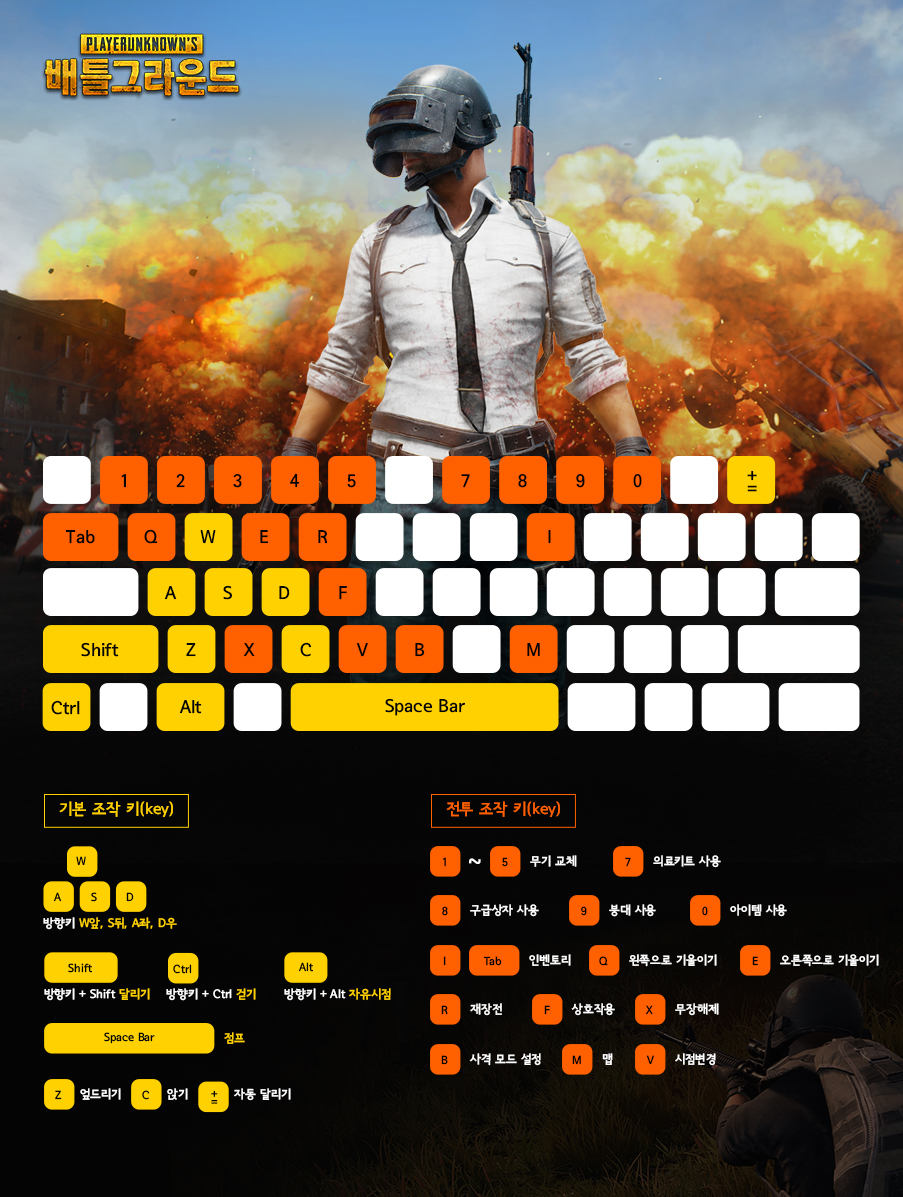 PLAYERUNKNOWN'S
배틀그라운드
1 2 3 4 5 7 8 9 0 + =
Tab Q W E R I
A S D F
Shift Z X C V B M
Ctrl Alt Space Bar
기본 조작 키(key)
W
A S D
방향키 W앞, S뒤, A좌, D우
Shift Ctrl Alt
방향키 + Shift 달리기 방향키 + Ctrl 걷기 방향키 + Alt 자유시점
Space Bar 점프
Z 엎드리기 C 앉기 + = 자동 달리기
전투 조작 키(key)
1 ~ 5 무기 교체 7 의료키트 사용
8 구급상자 사용 9 붕대 사용 0 아이템 사용
I Tab 인벤토리 Q 왼쪽으로 기울이기 E 오른쪽으로 기울이기
R 재장전 F 상호작용 X 무장해제
B 사격 모드 설정 M 맵 V 시점변경